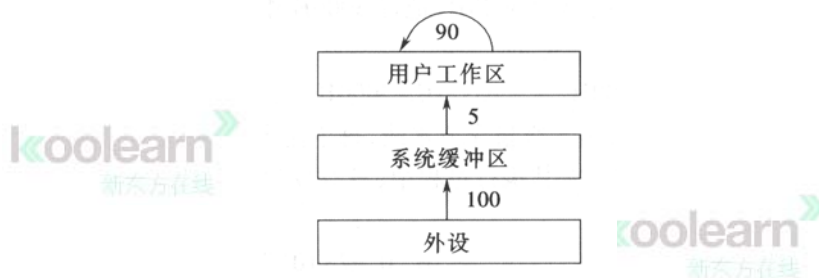 90
用户工作区
5
koolearn
新东方在线
系统缓冲区
100
外设
koolearn
新东方在线